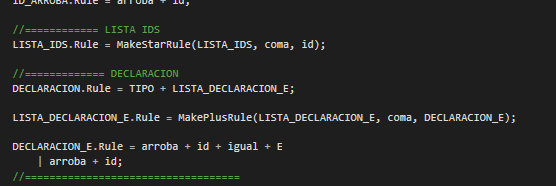 ID_ARROBA.Rule = arroba + id;
//============ LISTA IDS
LISTA_IDS.Rule = MakeStarRule(LISTA_IDS, coma, id);
//============= DECLARACION
DECLARACION.Rule = TIPO + LISTA_DECLARACION_E;
LISTA_DECLARACION_E.Rule = MakePlusRule(LISTA_DECLARACION_E, coma, DECLARACION_E);
DECLARACION_E.Rule = arroba + id + igual + E
| arroba + id;
//===================================